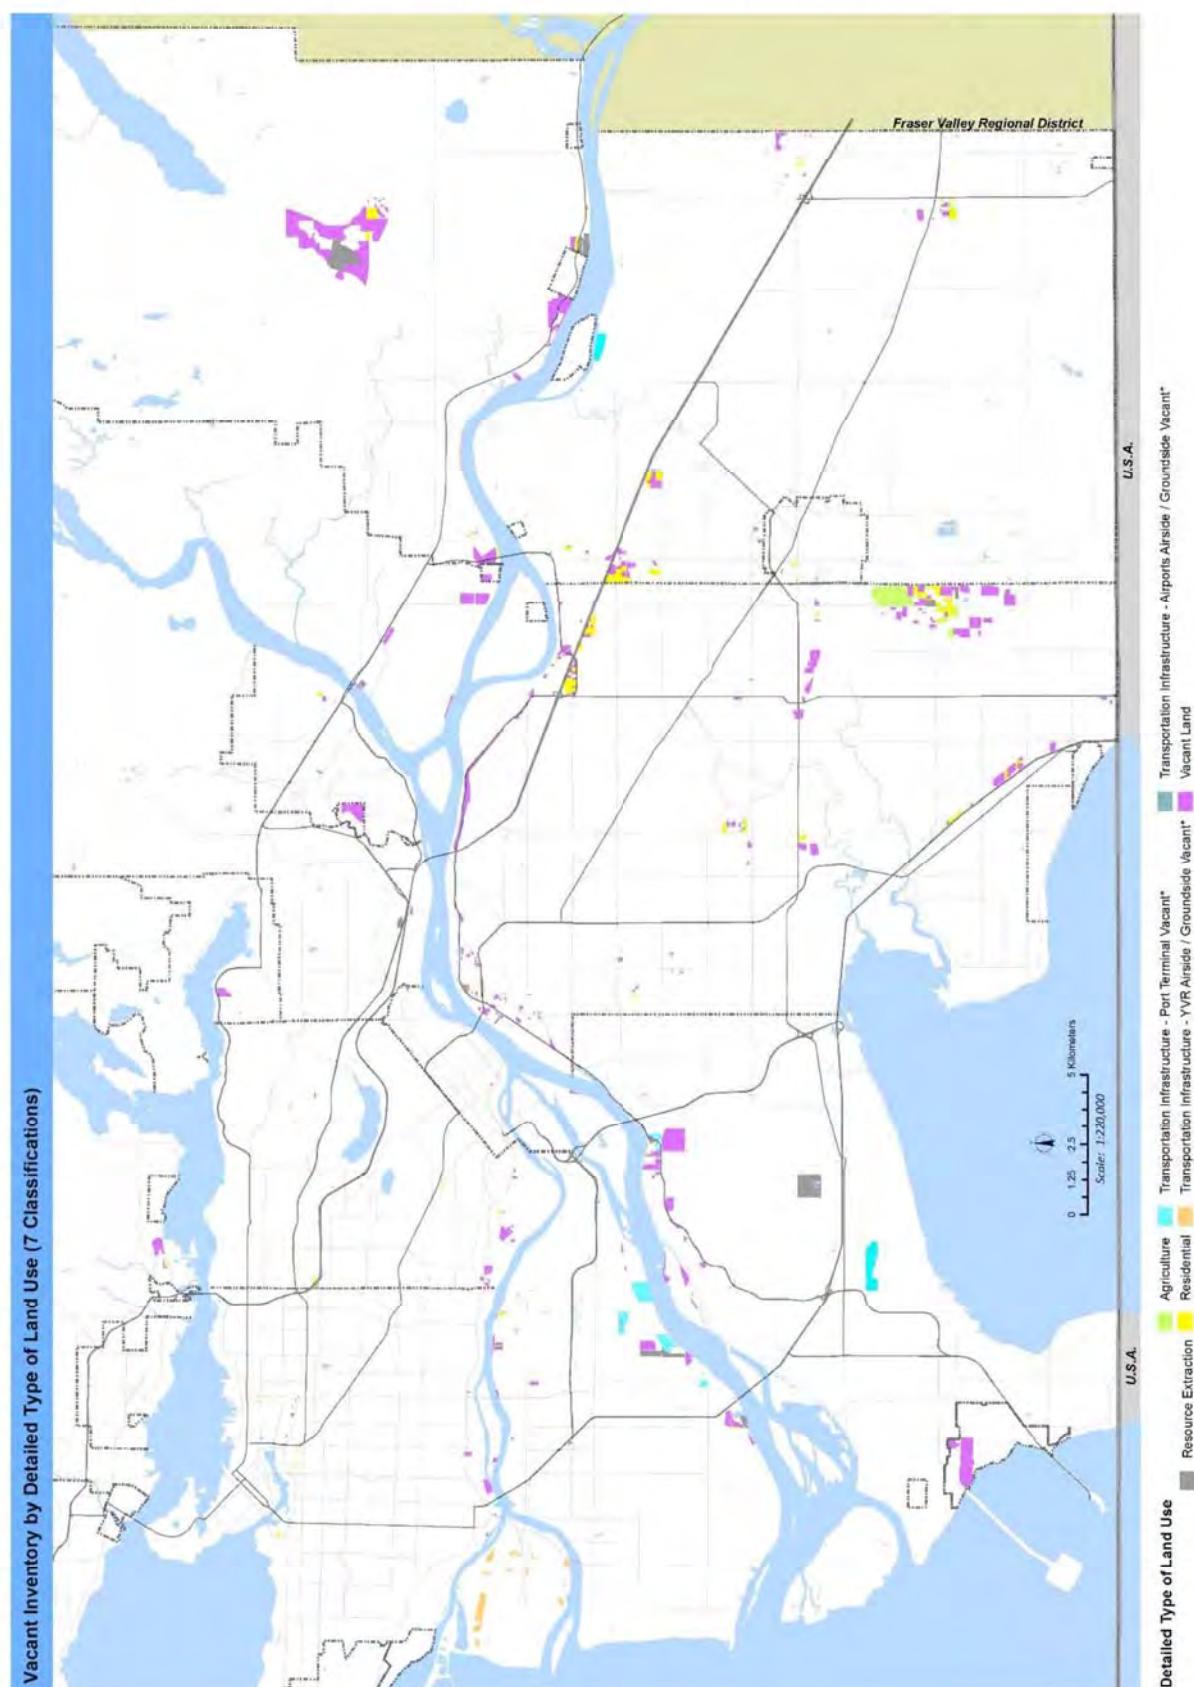 Vacant Inventory by Detailed Type of Land Use (7 Classifications)
Fraser Valley Regional District
0 1.25 2.5 5 Kilometers
Scale: 1:220,000
U.S.A.
U.S.A.
Detailed Type of Land Use
Resource Extraction
Agriculture
Residential
Transportation Infrastructure - Port Terminal Vacant*
Transportation Infrastructure - YVR Airside / Groundside Vacant*
Transportation Infrastructure - Airports Airside / Groundside Vacant*
Vacant Land